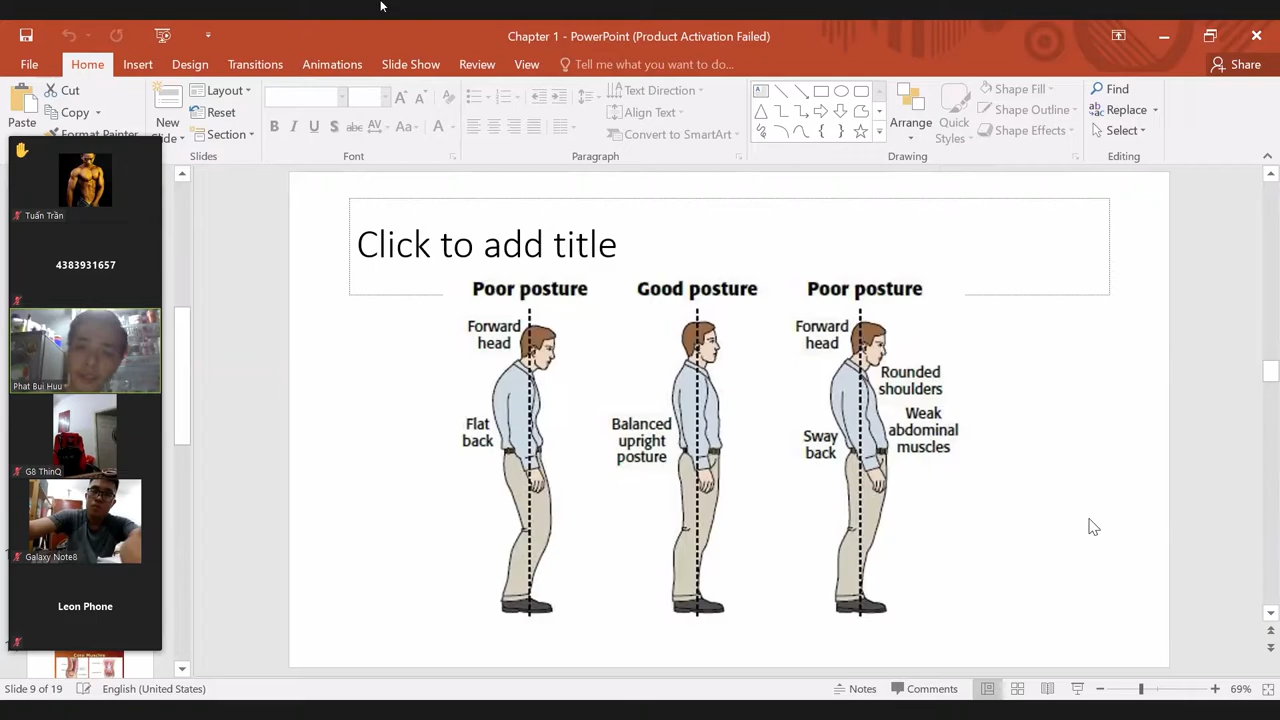 Chapter 1 - PowerPoint (Product Activation Failed)
File Home Insert Design Transitions Animations Slide Show Review View Tell me what you want to do... Share
Paste
Cut
Copy
Format Painter
New
Slide
Layout
Reset
Section
Slides
B I U S abc AV Aa A
Font
Text Direction
Align Text
Convert to SmartArt
Paragraph
Arrange
Quick
Styles
Shape Fill
Shape Outline
Shape Effects
Drawing
Find
Replace
Select
Editing
Tuấn Trần
4383931657
Phat Bui Huu
G8 ThinQ
Galaxy Note8
Leon Phone
Click to add title
Poor posture
Forward
head
Flat
back
Good posture
Balanced
upright
posture
Poor posture
Forward
head
Rounded
shoulders
Weak
abdominal
muscles
Sway
back
Core Muscles
Slide 9 of 19 English (United States) Notes Comments 69%